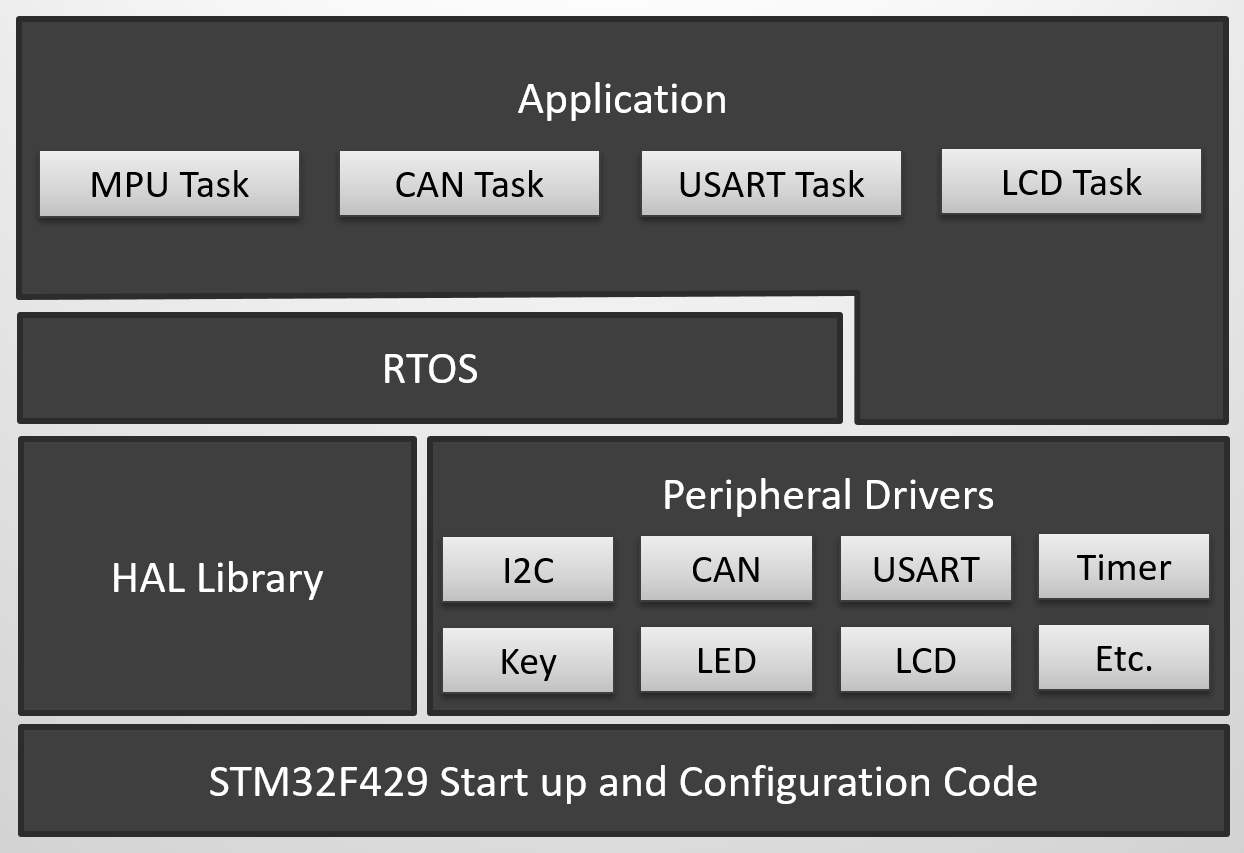 Application
MPU Task
CAN Task
USART Task
LCD Task
RTOS
HAL Library
Peripheral Drivers
I2C
CAN
USART
Timer
Key
LED
LCD
Etc.
STM32F429 Start up and Configuration Code